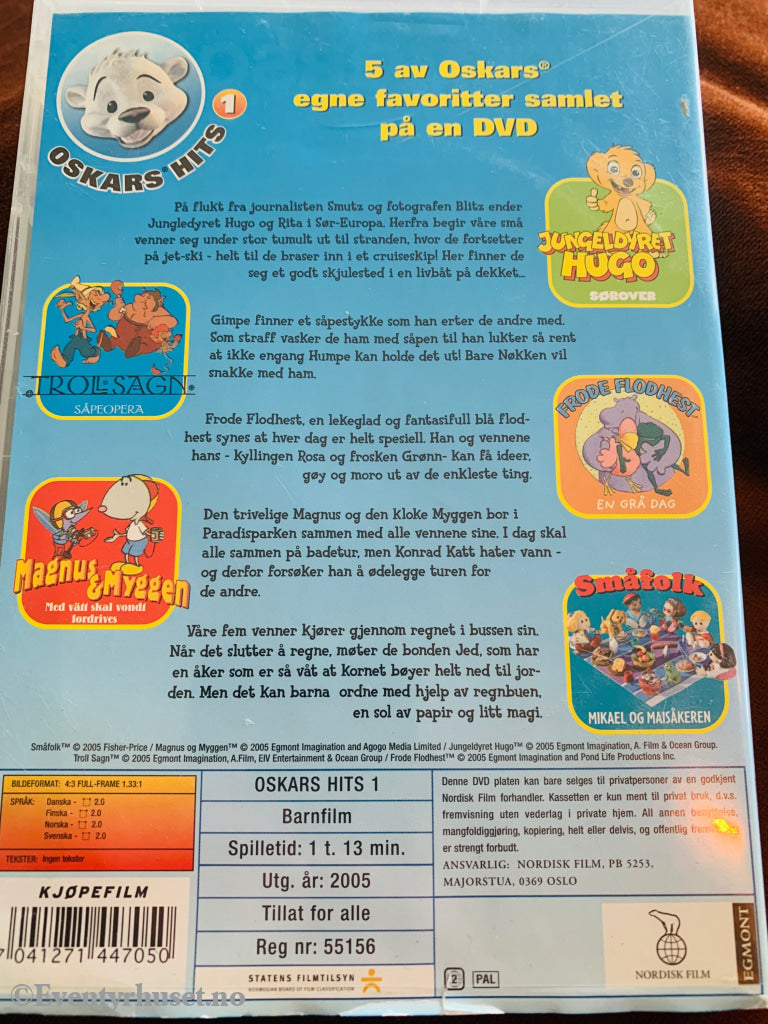 OSKARS HITS 1
5 av Oskars®
egne favoritter samlet
på en DVD
På flukt fra journalisten Smutz og fotografen Blitz ender
Jungledyret Hugo og Rita i Sør-Europa. Herfra begir våre små
venner seg under stor tumult ut til stranden, hvor de fortsetter
på jet-ski - helt til de braser inn i et cruiseskip! Her finner de
seg et godt skjulested i en livbåt på dekket...
JUNGELDYRET
HUGO
SØROVER
TROLL SAGN
SÅPEOPERA
Gimpe finner et såpestykke som han erter de andre med.
Som straff vasker de ham med såpen til han lukter så rent
at ikke engang Humpe kan holde det ut! Bare Nøkken vil
snakke med ham.
FRODE FLODHEST
EN GRÅ DAG
Frode Flodhest, en lekeglad og fantasifull blå flod-
hest synes at hver dag er helt spesiell. Han og vennene
hans - Kyllingen Rosa og frosken Grønn- kan få ideer,
gøy og moro ut av de enkleste ting.
Magnus
& Myggen
Med vått skal vondt
fordrives
Den trivelige Magnus og den kloke Myggen bor i
Paradisparken sammen med alle vennene sine. I dag skal
alle sammen på badetur, men Konrad Katt hater vann -
og derfor forsøker han å ødelegge turen for
de andre.
Småfolk
MIKAEL OG MAISÅKEREN
Våre fem venner Kjører gjennom regnet i bussen sin.
Når det slutter å regne, møter de bonden Jed, som har
en åker som er så våt at Kornet bøyer helt ned til jor-
den. Men det kan barna ordne med hjelp av regnbuen,
en sol av papir og litt magi.
Småfolk™ © 2005 Fisher-Price / Magnus og Myggen™ © 2005 Egmont Imagination and Agogo Media Limited / Jungeldyret Hugo™ © 2005 Egmont Imagination, A. Film & Ocean Group.
Troll Sagn™ © 2005 Egmont Imagination, A.Film, EIV Entertainment & Ocean Group / Frode Flodhest™ © 2005 Egmont Imagination and Pond Life Productions Inc.
BILDEFORMAT: 4:3 FULL-FRAME 1.33:1
SPRÅK: Danska - 2.0
Finska - 2.0
Norska - 2.0
Svenska - 2.0
TEKSTER: Ingen tekster
KJØPEFILM
7 041271 447050
OSKARS HITS 1
Barnfilm
Spilletid: 1 t. 13 min.
Utg. år: 2005
Tillat for alle
Reg nr: 55156
STATENS FILMTILSYN
NORWEGIAN BOARD OF FILM CLASSIFICATION
Denne DVD platen kan bare selges til privatpersoner av en godkjent
Nordisk Film forhandler. Kassetten er kun ment til privat bruk, d.v.s.
fremvisning uten vederlag i private hjem. All annen benyttelse,
mangfoldiggjøring, kopiering, helt eller delvis, og offentlig
er strengt forbudt.
ANSVARLIG: NORDISK FILM, PB 5253,
MAJORSTUA, 0369 OSLO
2 PAL
NORDISK FILM
EGMONT
©Eventyrhuset.no